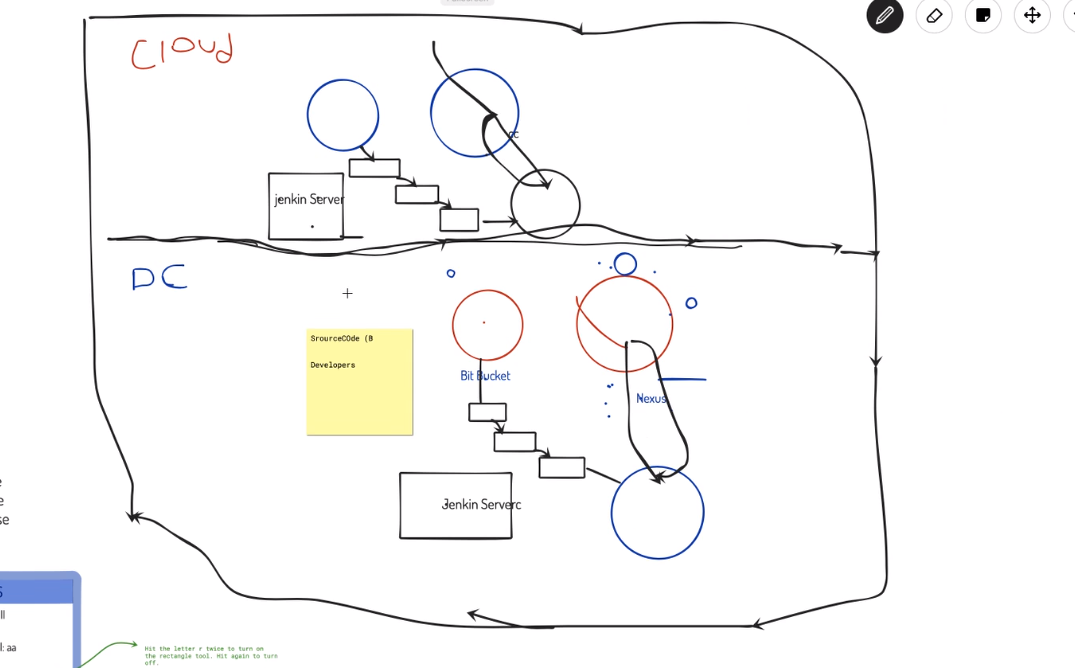 Cloud
cc
jenkin Server
DC
SrourceCOde (B
Developers
Bit Bucket
Nexus
Jenkin Serverc
e
e
se
s
ll
l: aa
Hit the letter r twice to turn on
the rectangle tool. Hit again to turn
off.